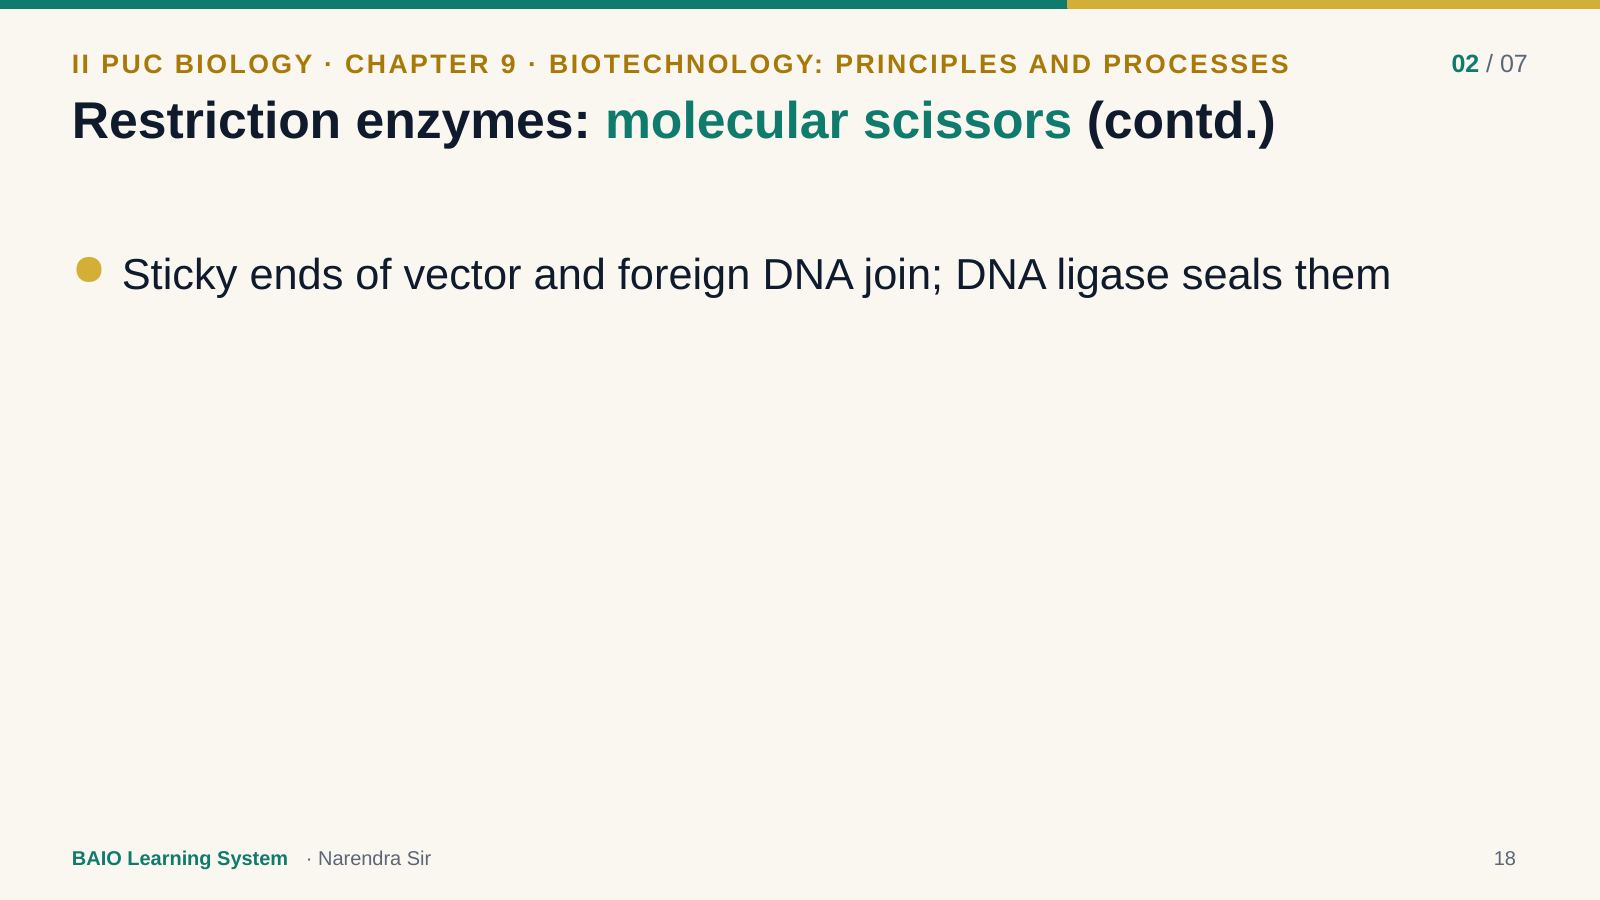 II PUC BIOLOGY · CHAPTER 9 · BIOTECHNOLOGY: PRINCIPLES AND PROCESSES
02 / 07
Restriction enzymes: molecular scissors (contd.)
Sticky ends of vector and foreign DNA join; DNA ligase seals them
BAIO Learning System · Narendra Sir
18